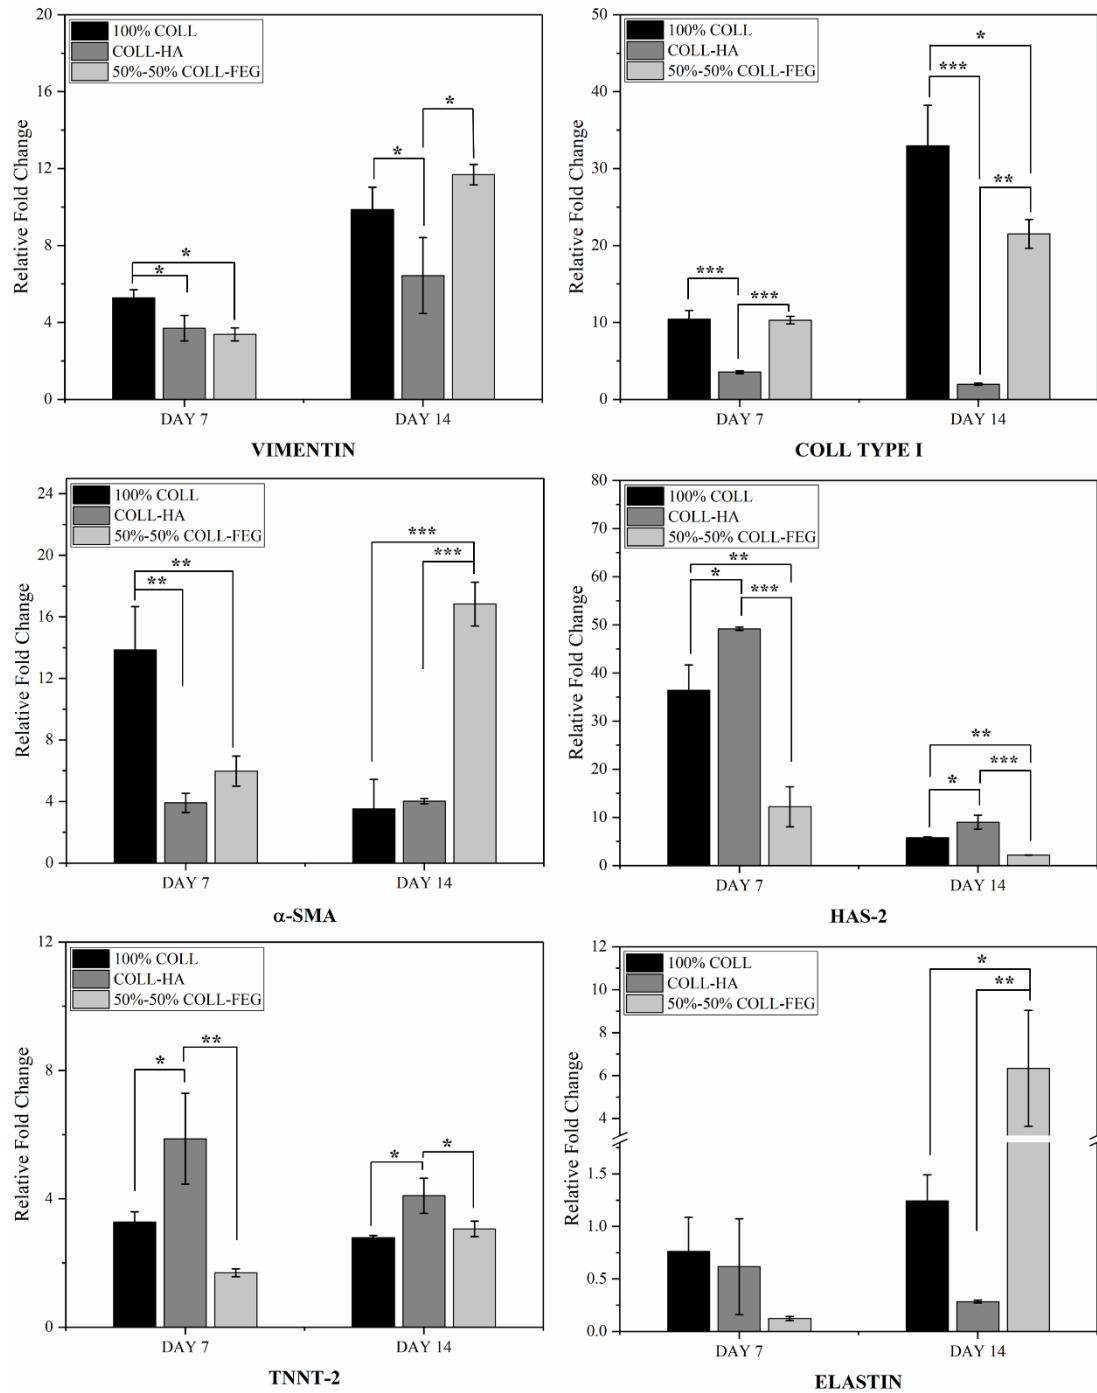 20
16
12
8
4
0
Relative Fold Change
100% COLL
COLL-HA
50%-50% COLL-FEG
*
*
*
*
DAY 7
DAY 14
VIMENTIN
50
40
30
20
10
0
Relative Fold Change
100% COLL
COLL-HA
50%-50% COLL-FEG
***
***
*
***
**
DAY 7
DAY 14
COLL TYPE I
24
20
16
12
8
4
0
Relative Fold Change
100% COLL
COLL-HA
50%-50% COLL-FEG
**
**
***
***
DAY 7
DAY 14
α-SMA
80
70
60
50
40
30
20
10
0
Relative Fold Change
100% COLL
COLL-HA
50%-50% COLL-FEG
**
*
***
**
*
***
DAY 7
DAY 14
HAS-2
12
8
4
0
Relative Fold Change
100% COLL
COLL-HA
50%-50% COLL-FEG
*
**
*
*
DAY 7
DAY 14
TNNT-2
12
10
8
6
4
1.5
1.0
0.5
0.0
Relative Fold Change
100% COLL
COLL-HA
50%-50% COLL-FEG
*
**
DAY 7
DAY 14
ELASTIN